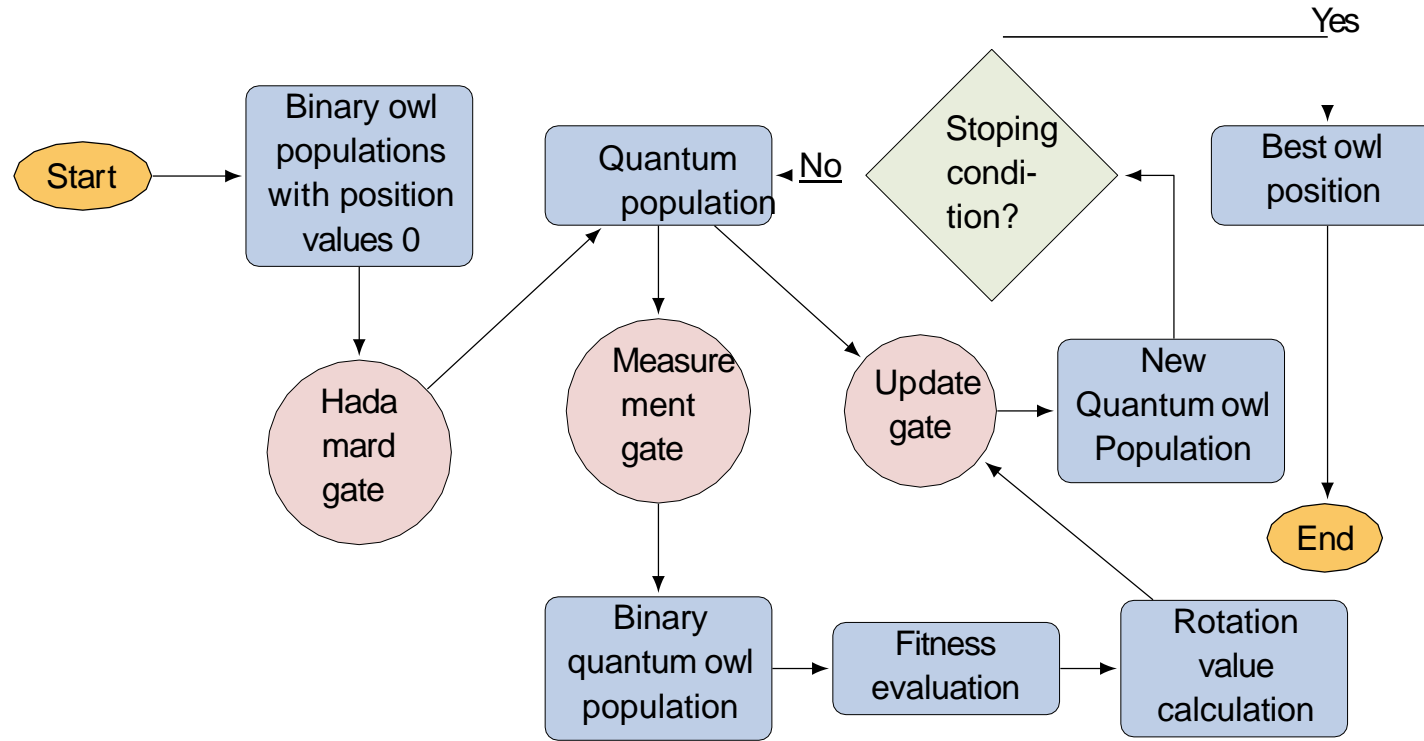 Start
Binary owl
populations
with position
values 0
Hada
mard
gate
Quantum
population
Measure
ment
gate
Binary
quantum owl
population
Fitness
evaluation
Rotation
value
calculation
Update
gate
New
Quantum owl
Population
Stoping
condi-
tion?
No
Yes
Best owl
position
End